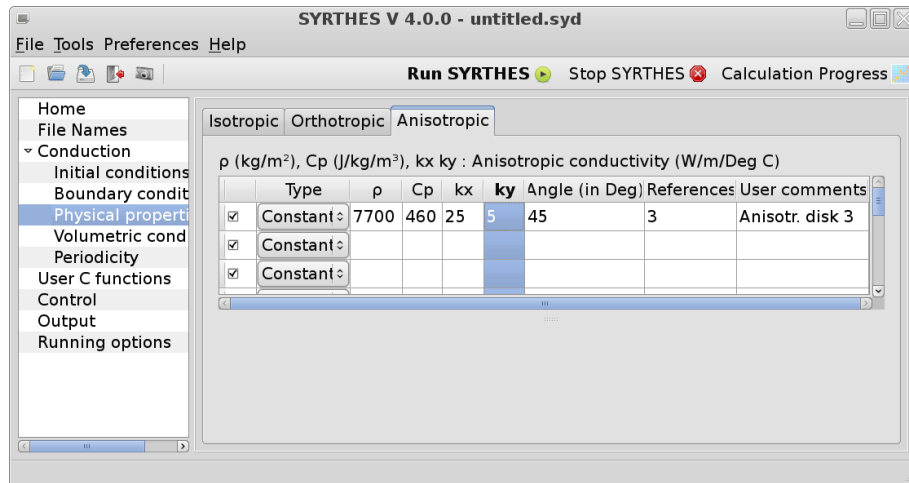 SYRTHES V 4.0.0 - untitled.syd
File Tools Preferences Help
Run SYRTHES Stop SYRTHES Calculation Progress
Home
File Names
Conduction
Initial conditions
Boundary condit
Physical properti
Volumetric cond
Periodicity
User C functions
Control
Output
Running options
Isotropic Orthotropic Anisotropic
ρ (kg/m²), Cp (J/kg/m³), kx ky : Anisotropic conductivity (W/m/Deg C)
Type ρ Cp kx ky Angle (in Deg) References User comments
Constant 7700 460 25 5 45 3 Anisotr. disk 3
Constant
Constant